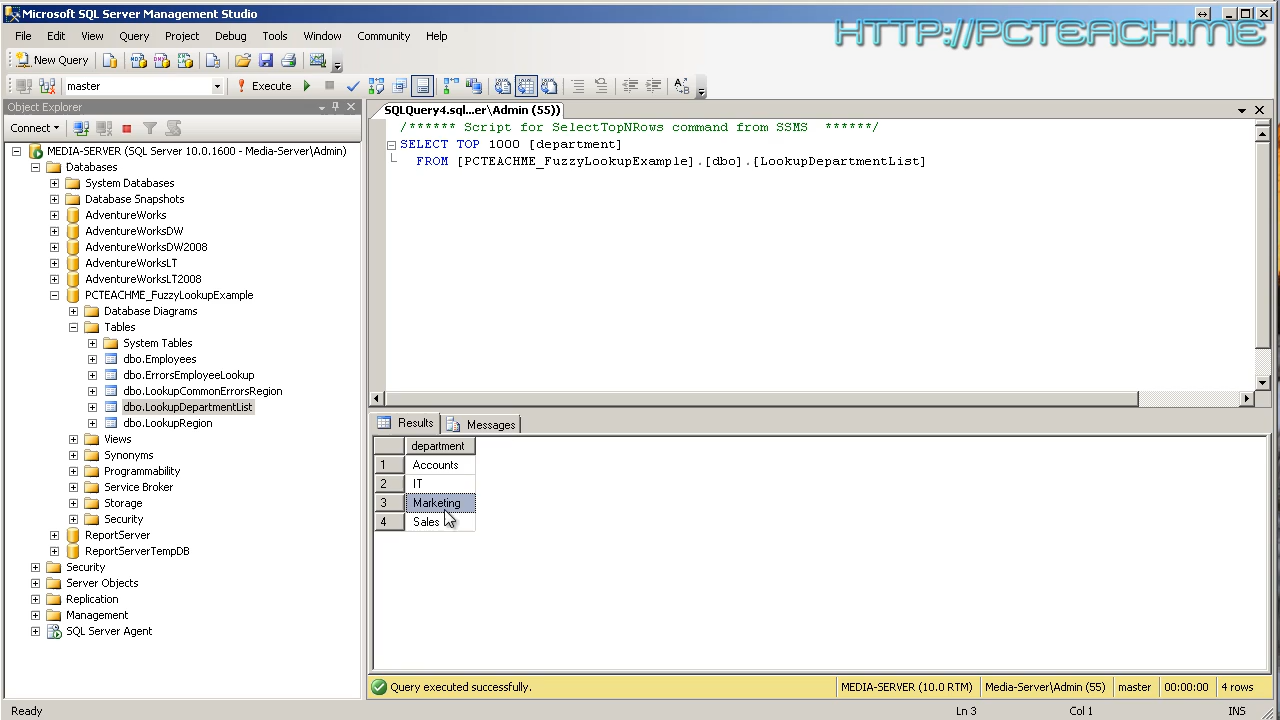 Microsoft SQL Server Management Studio
HTTP://PCTEACH.ME
File Edit View Query Project Debug Tools Window Community Help
New Query
master Execute
Object Explorer
SQLQuery4.sql...er\Admin (55))
Connect
MEDIA-SERVER (SQL Server 10.0.1600 - Media-Server\Admin)
Databases
System Databases
Database Snapshots
AdventureWorks
AdventureWorksDW
AdventureWorksDW2008
AdventureWorksLT
AdventureWorksLT2008
PCTEACHME_FuzzyLookupExample
Database Diagrams
Tables
System Tables
dbo.Employees
dbo.ErrorsEmployeeLookup
dbo.LookupCommonErrorsRegion
dbo.LookupDepartmentList
dbo.LookupRegion
Views
Synonyms
Programmability
Service Broker
Storage
Security
ReportServer
ReportServerTempDB
Security
Server Objects
Replication
Management
SQL Server Agent
/****** Script for SelectTopNRows command from SSMS ******/
SELECT TOP 1000 [department]
FROM [PCTEACHME_FuzzyLookupExample].[dbo].[LookupDepartmentList]
Results Messages
department
1 Accounts
2 IT
3 Marketing
4 Sales
Query executed successfully. MEDIA-SERVER (10.0 RTM) Media-Server\Admin (55) master 00:00:00 4 rows
Ready Ln 3 Col 1 INS